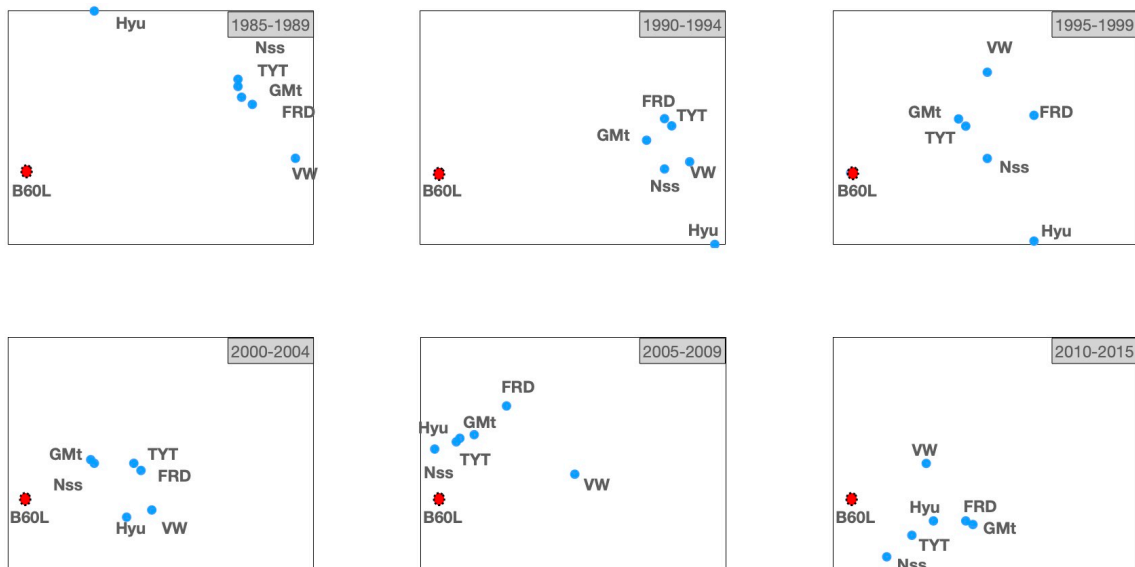 1985-1989
Hyu
Nss
TYT
GMt
FRD
VW
B60L
1990-1994
FRD
TYT
GMt
VW
Nss
B60L
Hyu
1995-1999
VW
GMt
FRD
TYT
Nss
B60L
Hyu
2000-2004
GMt
TYT
FRD
Nss
B60L
Hyu
VW
2005-2009
FRD
Hyu
GMt
TYT
Nss
VW
B60L
2010-2015
VW
Hyu
FRD
B60L
GMt
TYT
Nss